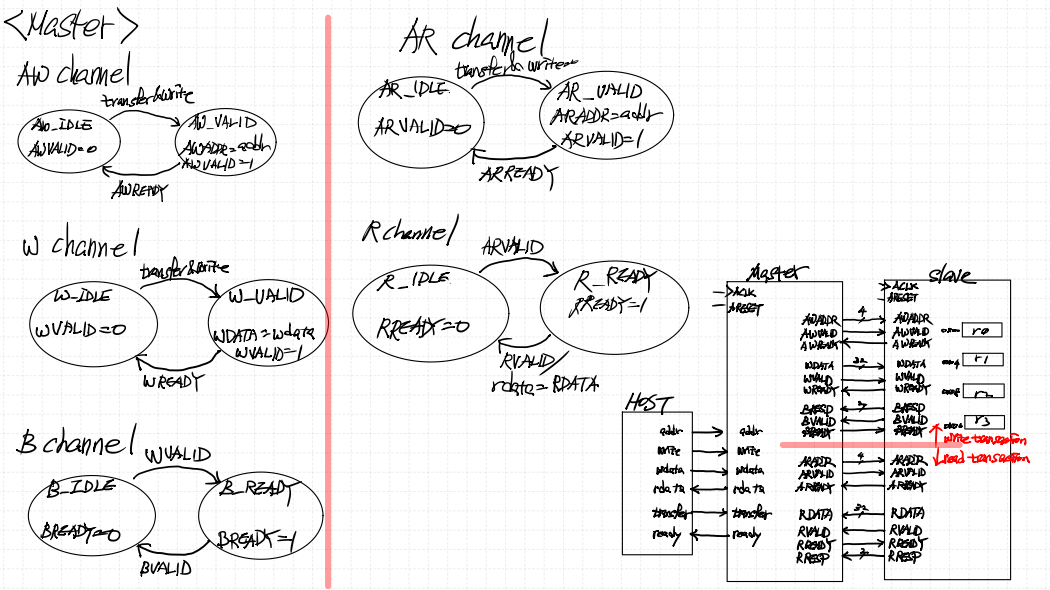 <Master>
AW channel
transfer&write
AW_IDLE
AWVALID=0
AW_VALID
AWADDR=addr
AWVALID=1
AWREADY
W channel
transfer&write
W_IDLE
WVALID=0
W_VALID
WDATA=wdata
WVALID=1
WREADY
B channel
WVALID
B_IDLE
BREADY=0
B_READY
BREADY=1
BVALID
AR channel
AR_IDLE
ARVALID=0
AR_VALID
ARADDR=addr
ARVALID=1
ARREADY
R channel
ARVALID
R_IDLE
RREADY=0
R_READY
RREADY=1
RVALID/
rdata=RDATA
HOST
addr
write
wdata
rdata
transfer
ready
Master
ACLK
ARESET
AWADDR
AWVALID
AWREADY
WDATA
WVALID
WREADY
BRESP
BVALID
ARADDR
ARVALID
ARREADY
RDATA
RVALID
RREADY
RRESP
addr
write
wdata
rdata
transfer
ready
4
32
2
4
32
2
Slave
ACLK
ARESET
AWADDR
AWVALID
AWREADY
WDATA
WVALID
WREADY
BRESP
BVALID
ARADDR
ARVALID
ARREADY
RDATA
RVALID
RREADY
RRESP
r0
r1
r2
r3
write transaction
read transaction